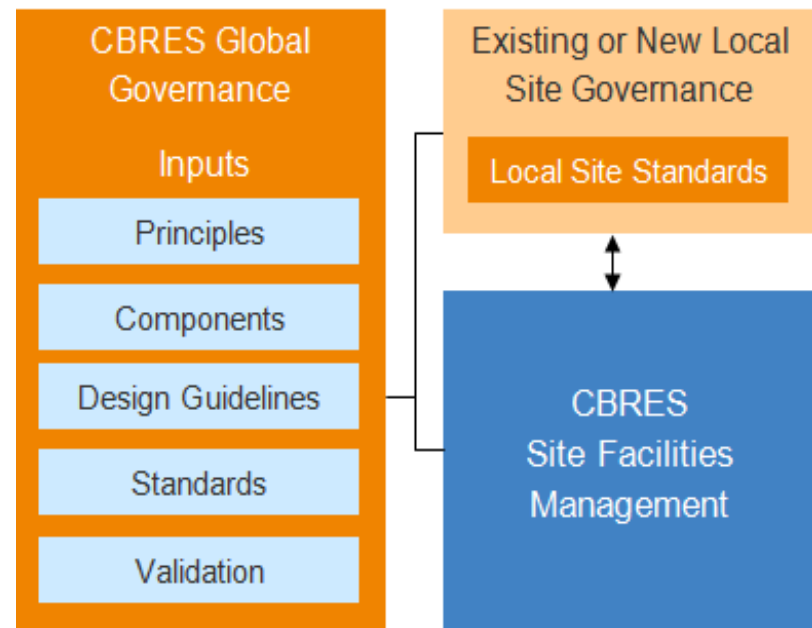 CBRES Global
Governance
Inputs
Principles
Components
Design Guidelines
Standards
Validation
Existing or New Local
Site Governance
Local Site Standards
CBRES
Site Facilities
Management